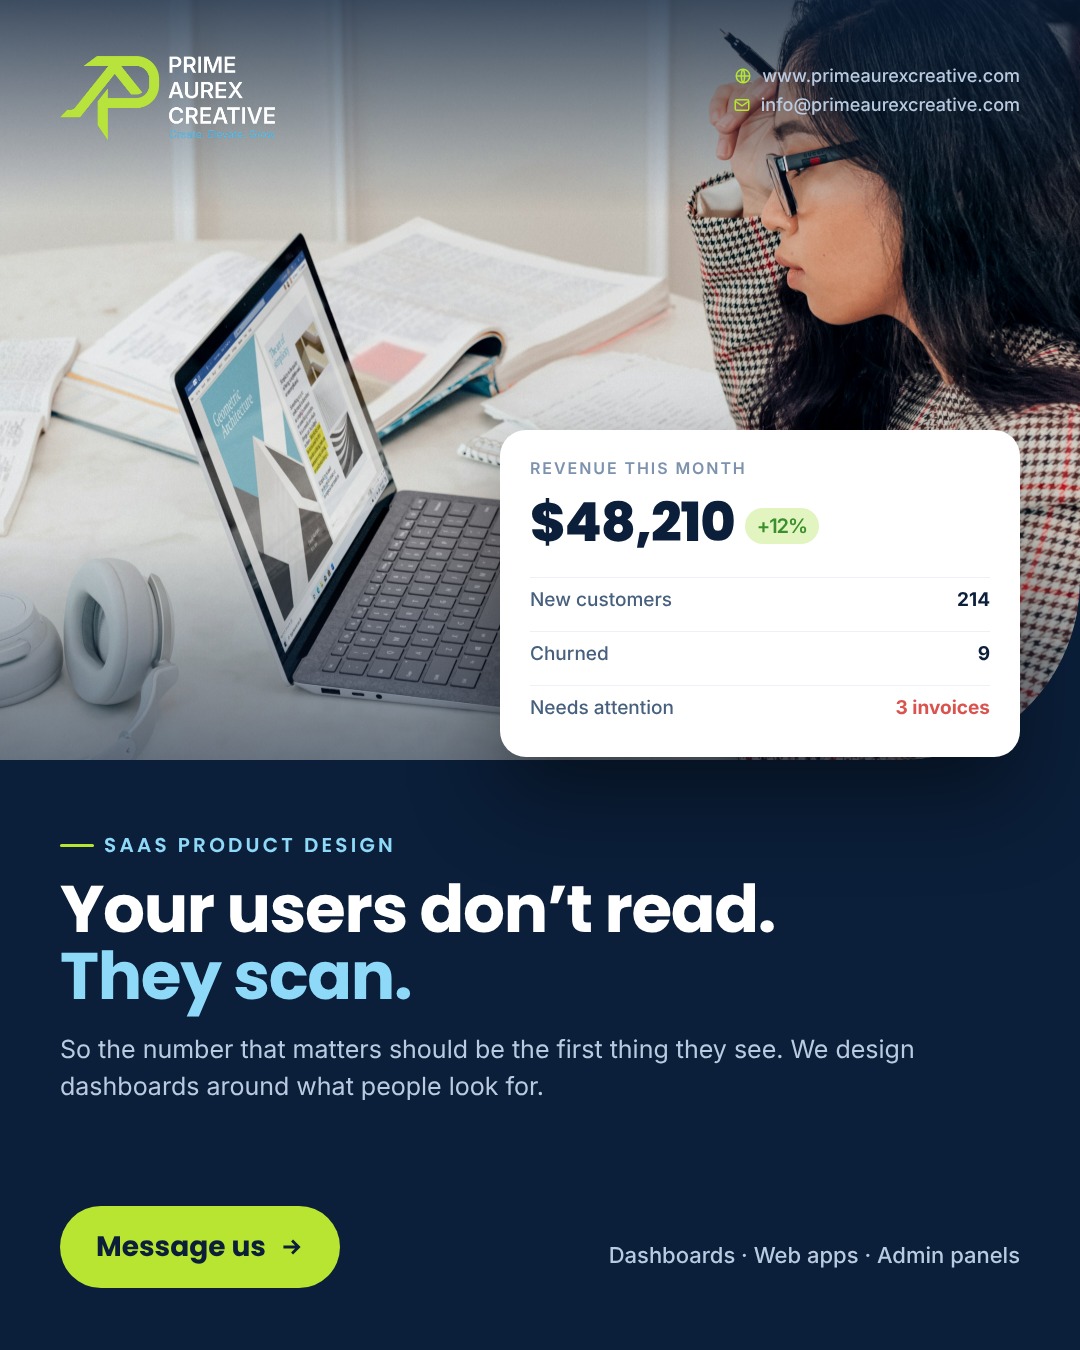 PRIME
AUREX
CREATIVE
www.primeaurexcreative.com
info@primeaurexcreative.com
Geometric
Architecture
REVENUE THIS MONTH
$48,210 +12%
New customers 214
Churned 9
Needs attention 3 invoices
SAAS PRODUCT DESIGN
Your users don’t read.
They scan.
So the number that matters should be the first thing they see. We design
dashboards around what people look for.
Message us →
Dashboards · Web apps · Admin panels